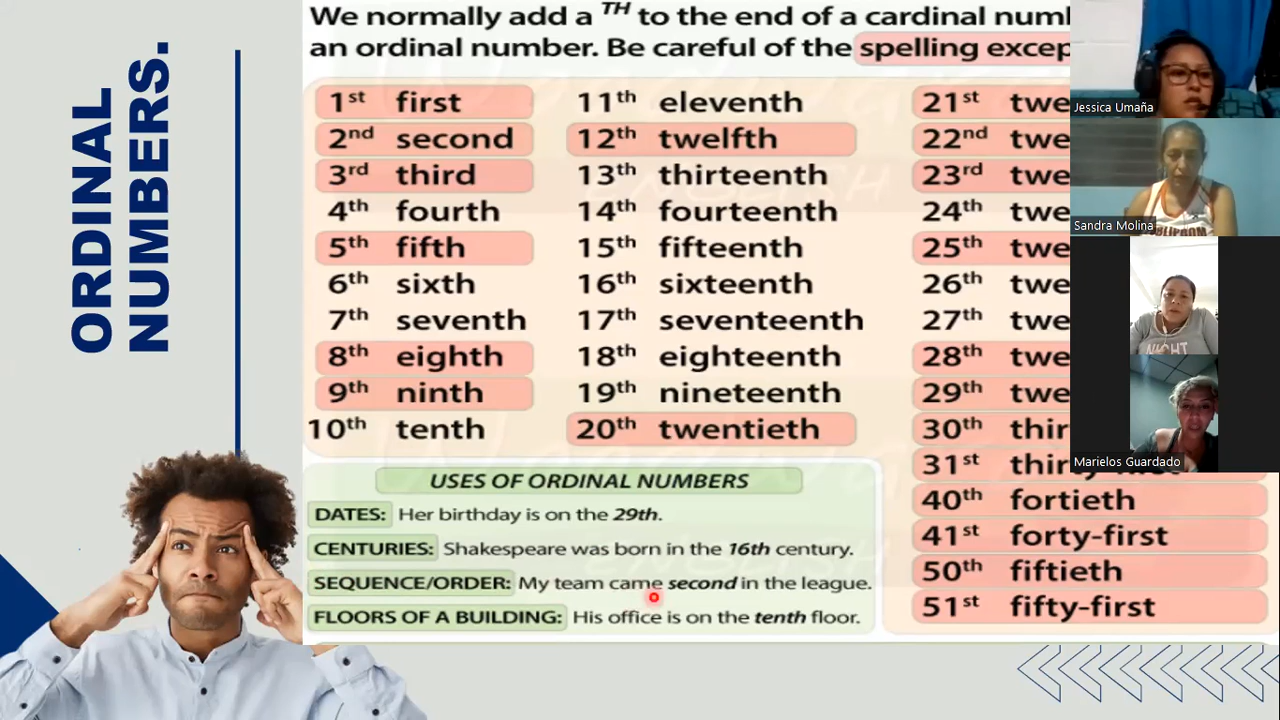 ORDINAL
NUMBERS.
We normally add a TH to the end of a cardinal
an ordinal number. Be careful of the spelling
1st first
2nd second
3rd third
4th fourth
5th fifth
6th sixth
7th seventh
8th eighth
9th ninth
10th tenth
11th eleventh
12th twelfth
13th thirteenth
14th fourteenth
15th fifteenth
16th sixteenth
17th seventeenth
18th eighteenth
19th nineteenth
20th twentieth
21st
22nd
23rd
24th
25th
26th
27th
28th
29th
30th
31st
40th fortieth
41st forty-first
50th fiftieth
51st fifty-first
USES OF ORDINAL NUMBERS
DATES: Her birthday is on the 29th.
CENTURIES: Shakespeare was born in the 16th century.
SEQUENCE/ORDER: My team came second in the league.
FLOORS OF A BUILDING: His office is on the tenth floor.
Jessica Umaña
Sandra Molina
Marielos Guardado